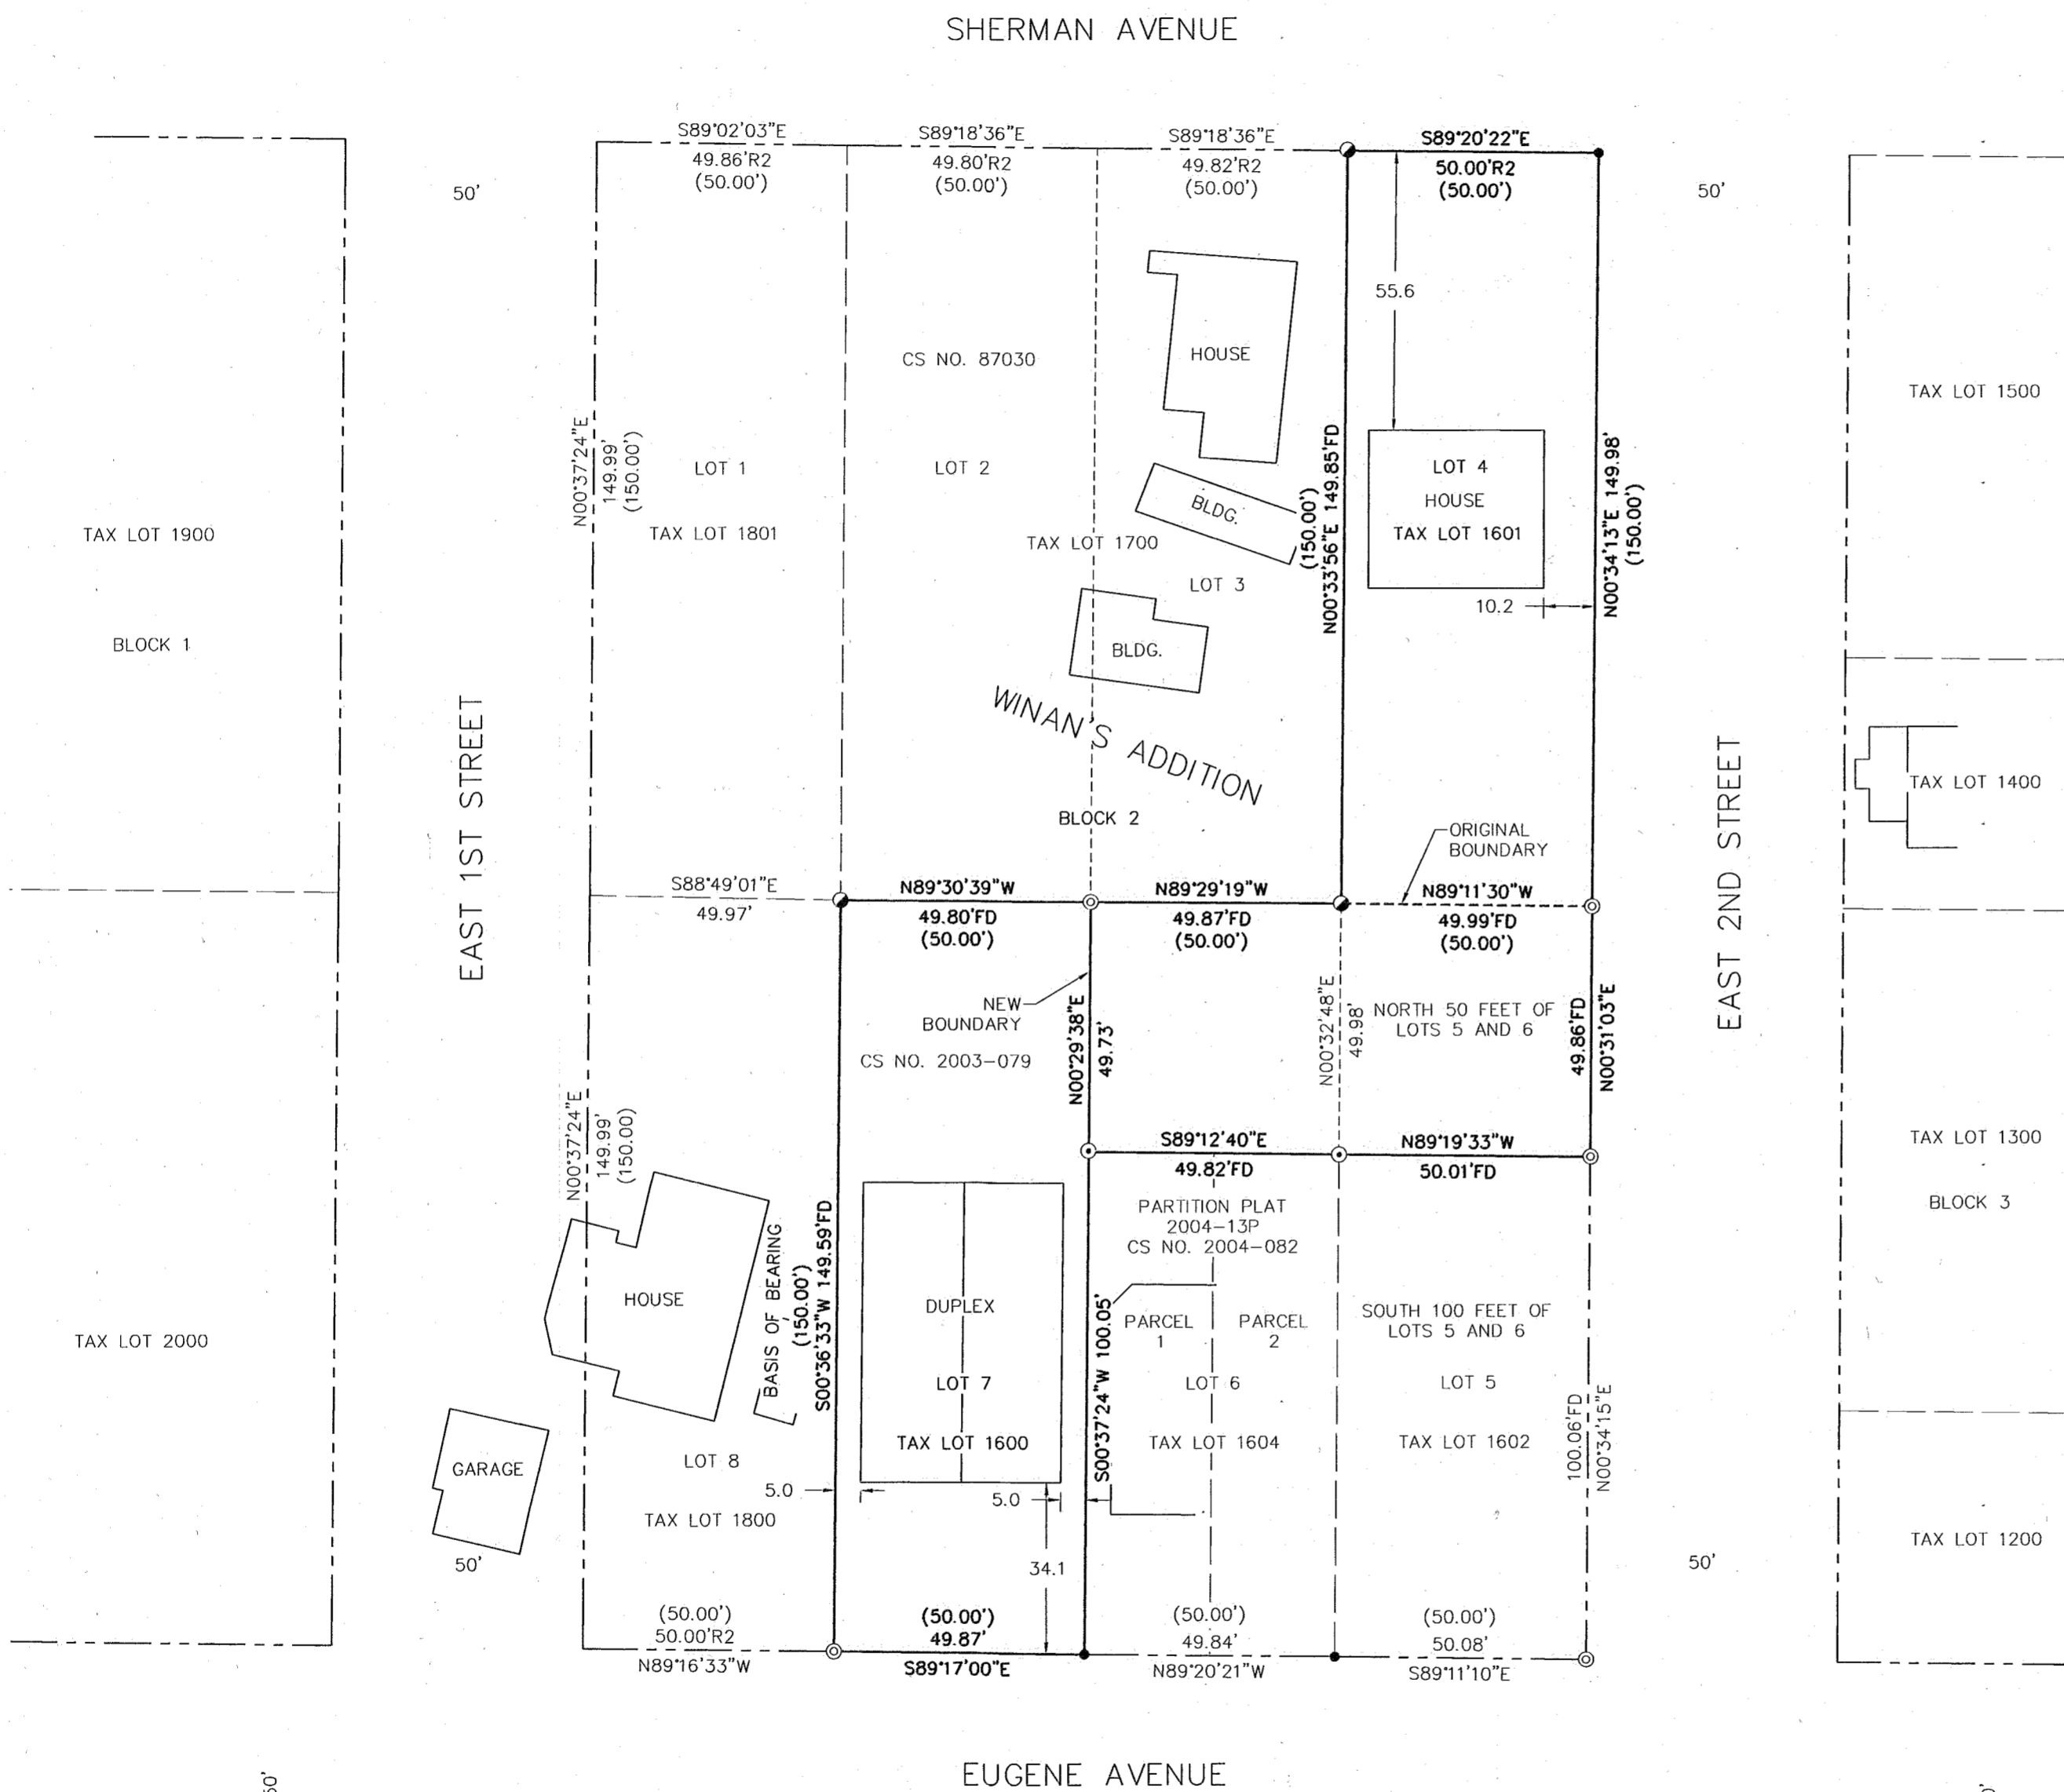 SHERMAN AVENUE
S89°02'03"E
49.86'R2
(50.00')
S89°18'36"E
49.80'R2
(50.00')
S89°18'36"E
49.82'R2
(50.00')
S89°20'22"E
50.00'R2
(50.00')
50'
50'
55.6
HOUSE
CS NO. 87030
TAX LOT 1500
N00°37'24"E
149.99'
(150.00')
LOT 1
TAX LOT 1801
LOT 2
TAX LOT 1700
BLDG.
LOT 3
BLDG.
(150.00')
N00°33'56"E 149.85'FD
LOT 4
HOUSE
TAX LOT 1601
10.2
N00°34'13"E 149.98'
(150.00')
TAX LOT 1900
BLOCK 1
EAST 1ST STREET
WINAN'S ADDITION
BLOCK 2
EAST 2ND STREET
TAX LOT 1400
ORIGINAL
BOUNDARY
S88°49'01"E
49.97'
N89°30'39"W
49.80'FD
(50.00')
N89°29'19"W
49.87'FD
(50.00')
N89°11'30"W
49.99'FD
(50.00')
NEW
BOUNDARY
CS NO. 2003-079
N00°29'38"E
49.73'
N00°32'48"E
49.98'
NORTH 50 FEET OF
LOTS 5 AND 6
49.86'FD
N00°31'03"E
N00°37'24"E
149.99'
(150.00)
S89°12'40"E
49.82'FD
N89°19'33"W
50.01'FD
TAX LOT 1300
BLOCK 3
PARTITION PLAT
2004-13P
CS NO. 2004-082
HOUSE
BASIS OF BEARING
(150.00')
S00°36'33"W 149.59'FD
DUPLEX
LOT 7
TAX LOT 1600
S00°37'24"W 100.05'
PARCEL
1
PARCEL
2
LOT 6
TAX LOT 1604
SOUTH 100 FEET OF
LOTS 5 AND 6
LOT 5
TAX LOT 1602
100.06'FD
N00°34'15"E
TAX LOT 2000
GARAGE
LOT 8
5.0
5.0
TAX LOT 1800
TAX LOT 1200
50'
34.1
50'
(50.00')
50.00'R2
N89°16'33"W
(50.00')
49.87'
S89°17'00"E
(50.00')
49.84'
N89°20'21"W
(50.00')
50.08'
S89°11'10"E
EUGENE AVENUE